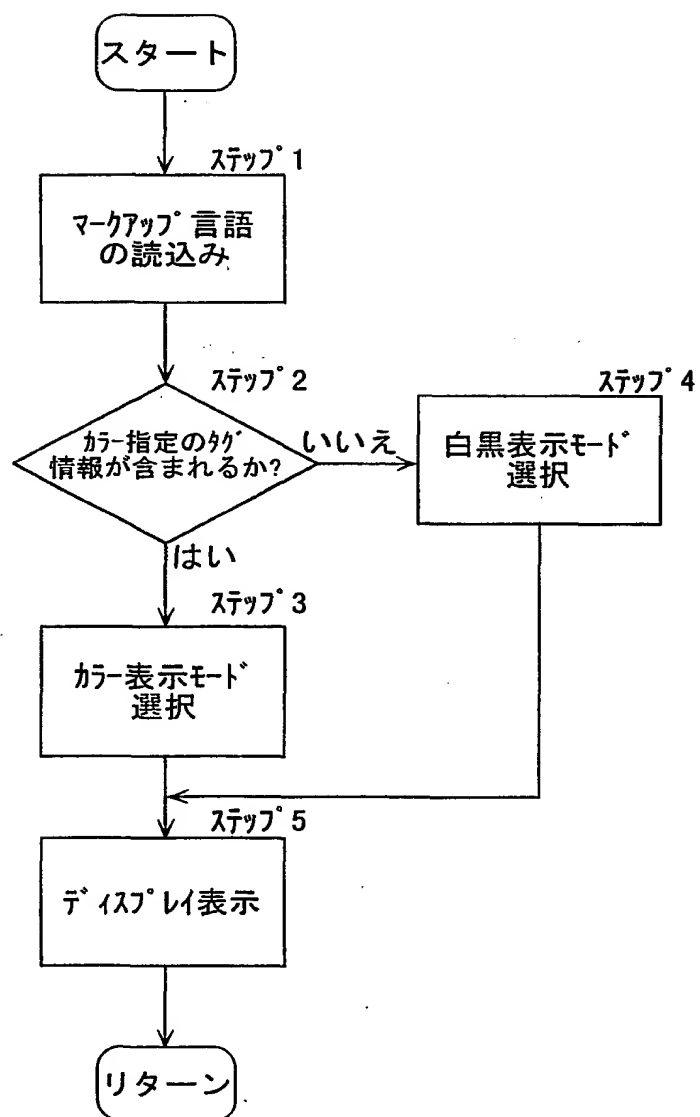 スタート
ステップ1
マークアップ言語
の読込み
ステップ2
カラー指定のタグ
情報が含まれるか?
いいえ
ステップ4
白黒表示モード
選択
はい
ステップ3
カラー表示モード
選択
ステップ5
ディスプレイ表示
リターン